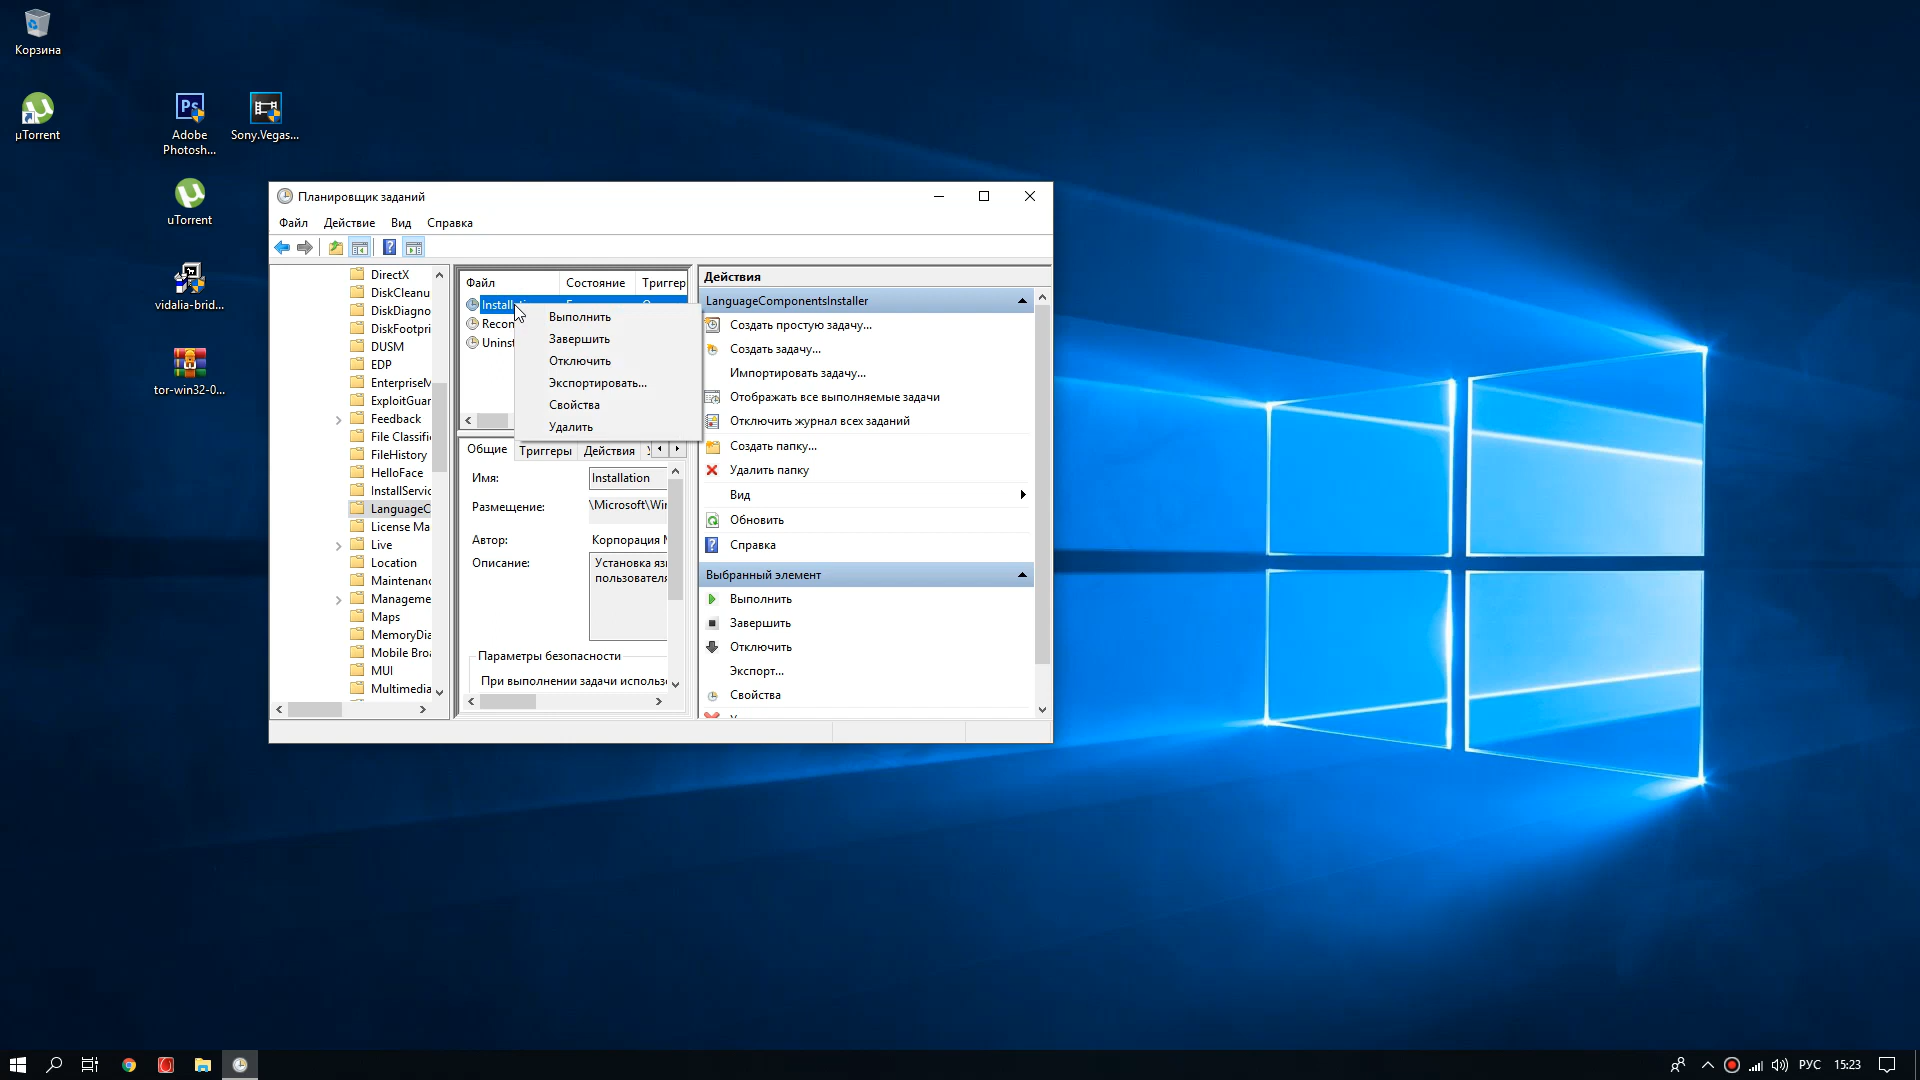 Корзина
µTorrent
Adobe
Photosh...
Sony.Vegas...
uTorrent
vidalia-brid...
tor-win32-0...
Планировщик заданий
Файл Действие Вид Справка
DirectX
DiskCleanu
DiskDiagno
DiskFootpri
DUSM
EDP
EnterpriseM
ExploitGuar
Feedback
File Classifi
FileHistory
HelloFace
InstallServic
LanguageC
License Ma
Live
Location
Maintenanc
Manageme
Maps
MemoryDia
Mobile Bro
MUI
Multimedia
Файл Состояние Триггер
Installati
Recon
Uninst
Выполнить
Завершить
Отключить
Экспортировать...
Свойства
Удалить
Общие Триггеры Действия
Имя: Installation
Размещение: \Microsoft\Win
Автор: Корпорация М
Описание: Установка язы
пользователя
Параметры безопасности
При выполнении задачи использо
Действия
LanguageComponentsInstaller
Создать простую задачу...
Создать задачу...
Импортировать задачу...
Отображать все выполняемые задачи
Отключить журнал всех заданий
Создать папку...
Удалить папку
Вид
Обновить
Справка
Выбранный элемент
Выполнить
Завершить
Отключить
Экспорт...
Свойства
РУС 15:23